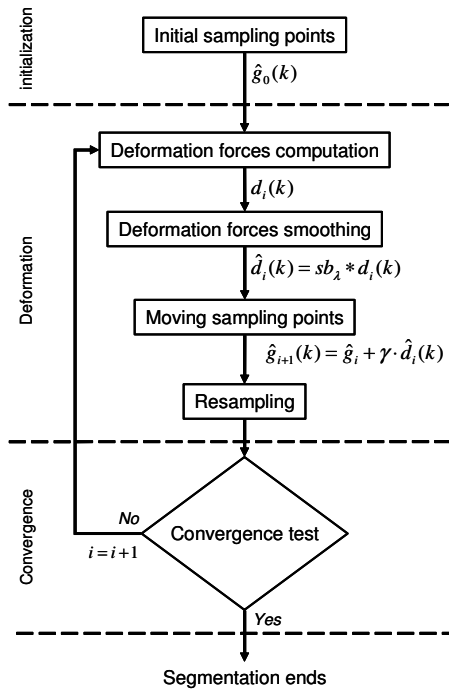 initialization
Initial sampling points
ĝ₀(k)
Deformation
Deformation forces computation
dᵢ(k)
Deformation forces smoothing
d̂ᵢ(k) = sb_λ * dᵢ(k)
Moving sampling points
ĝᵢ₊₁(k) = ĝᵢ + γ · d̂ᵢ(k)
Resampling
Convergence
Convergence test
No
i = i+1
Yes
Segmentation ends